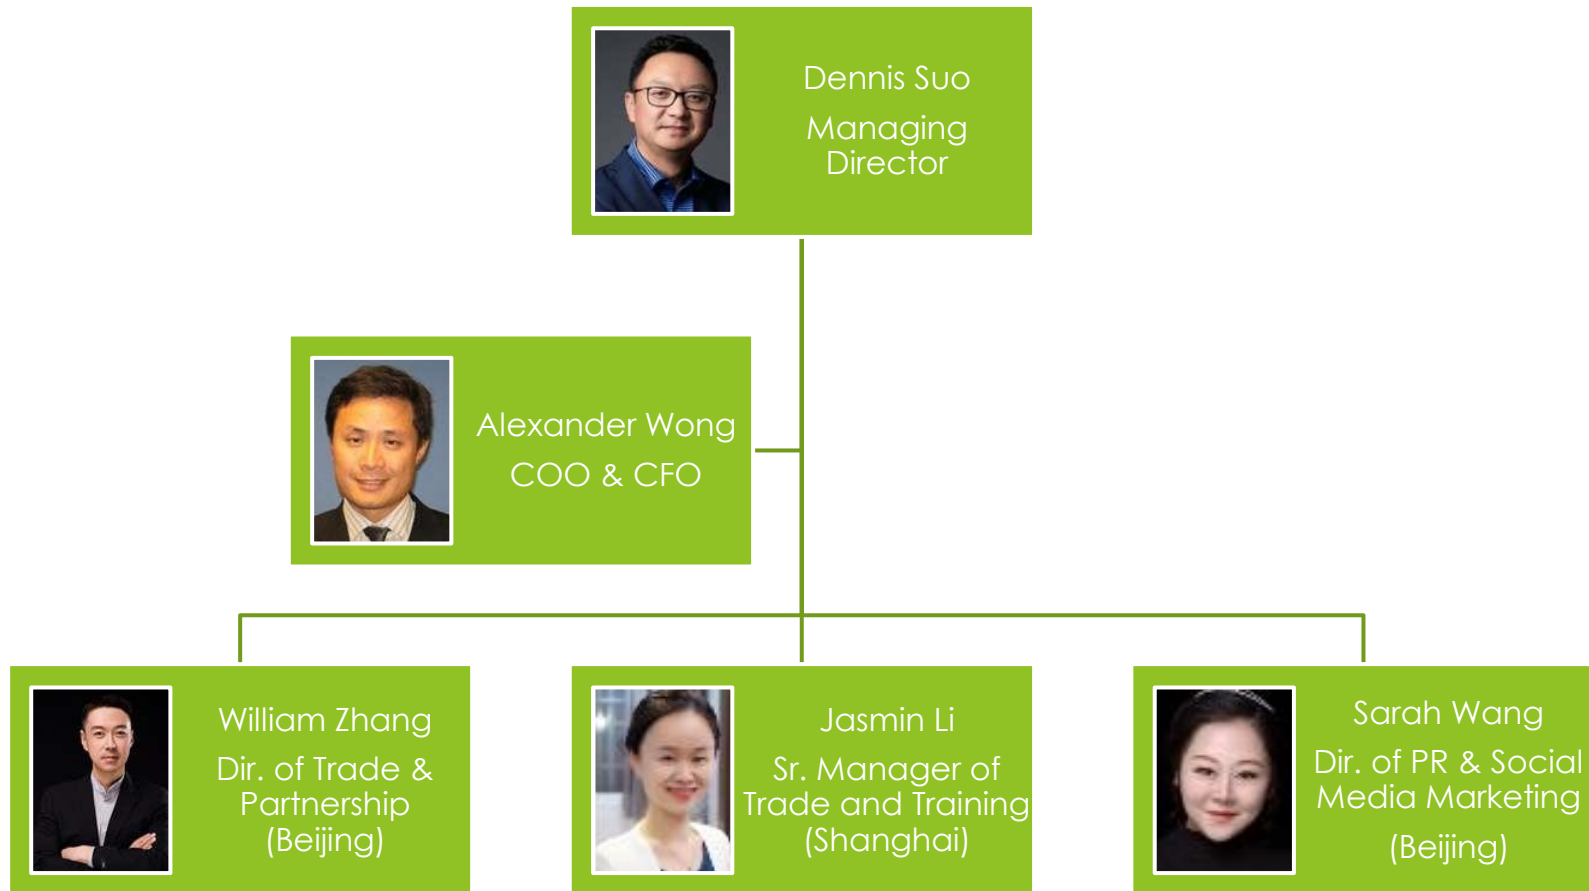 Dennis Suo
Managing
Director
Alexander Wong
COO & CFO
William Zhang
Dir. of Trade &
Partnership
(Beijing)
Jasmin Li
Sr. Manager of
Trade and Training
(Shanghai)
Sarah Wang
Dir. of PR & Social
Media Marketing
(Beijing)